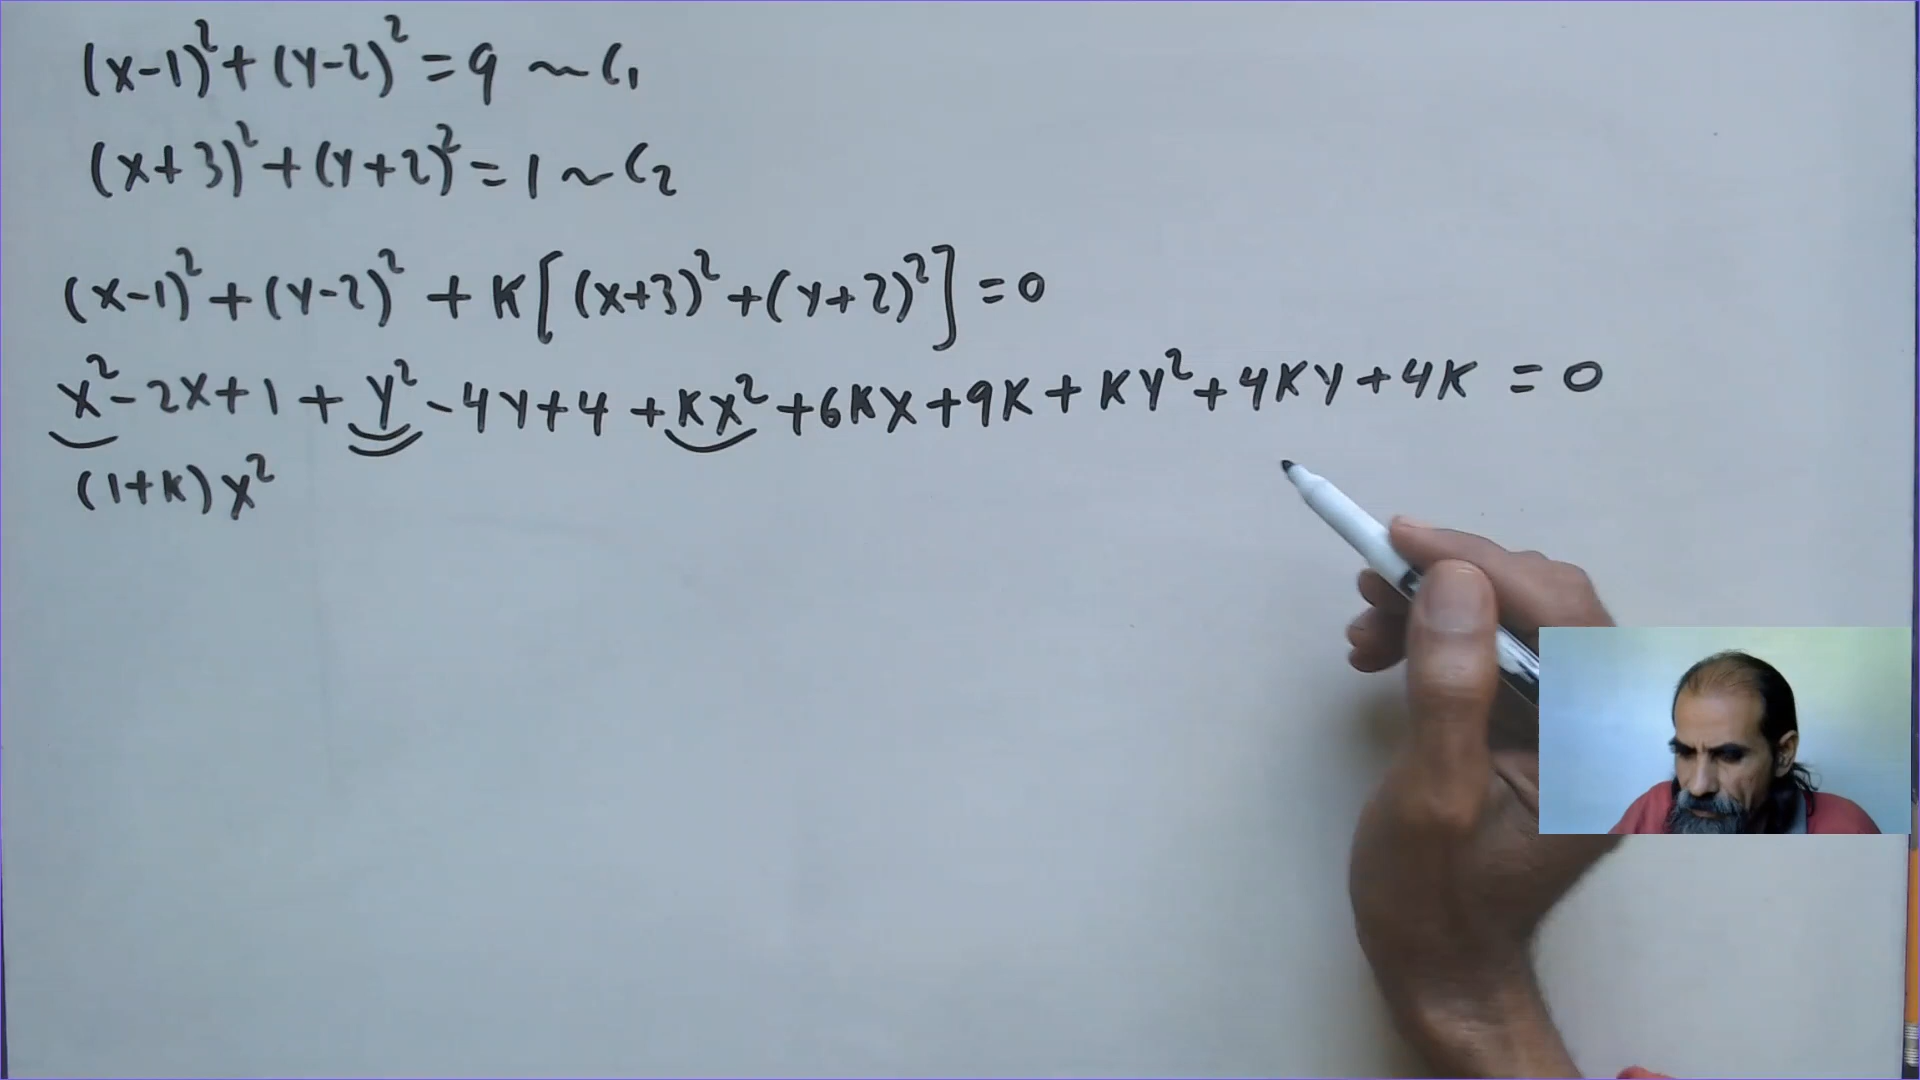 (x-1)² + (y-2)² = 9 ~ C₁
(x+3)² + (y+2)² = 1 ~ C₂
(x-1)² + (y-2)² + K[(x+3)² + (y+2)²] = 0
x² - 2x + 1 + y² - 4y + 4 + Kx² + 6Kx + 9K + Ky² + 4Ky + 4K = 0
(1+K)x²